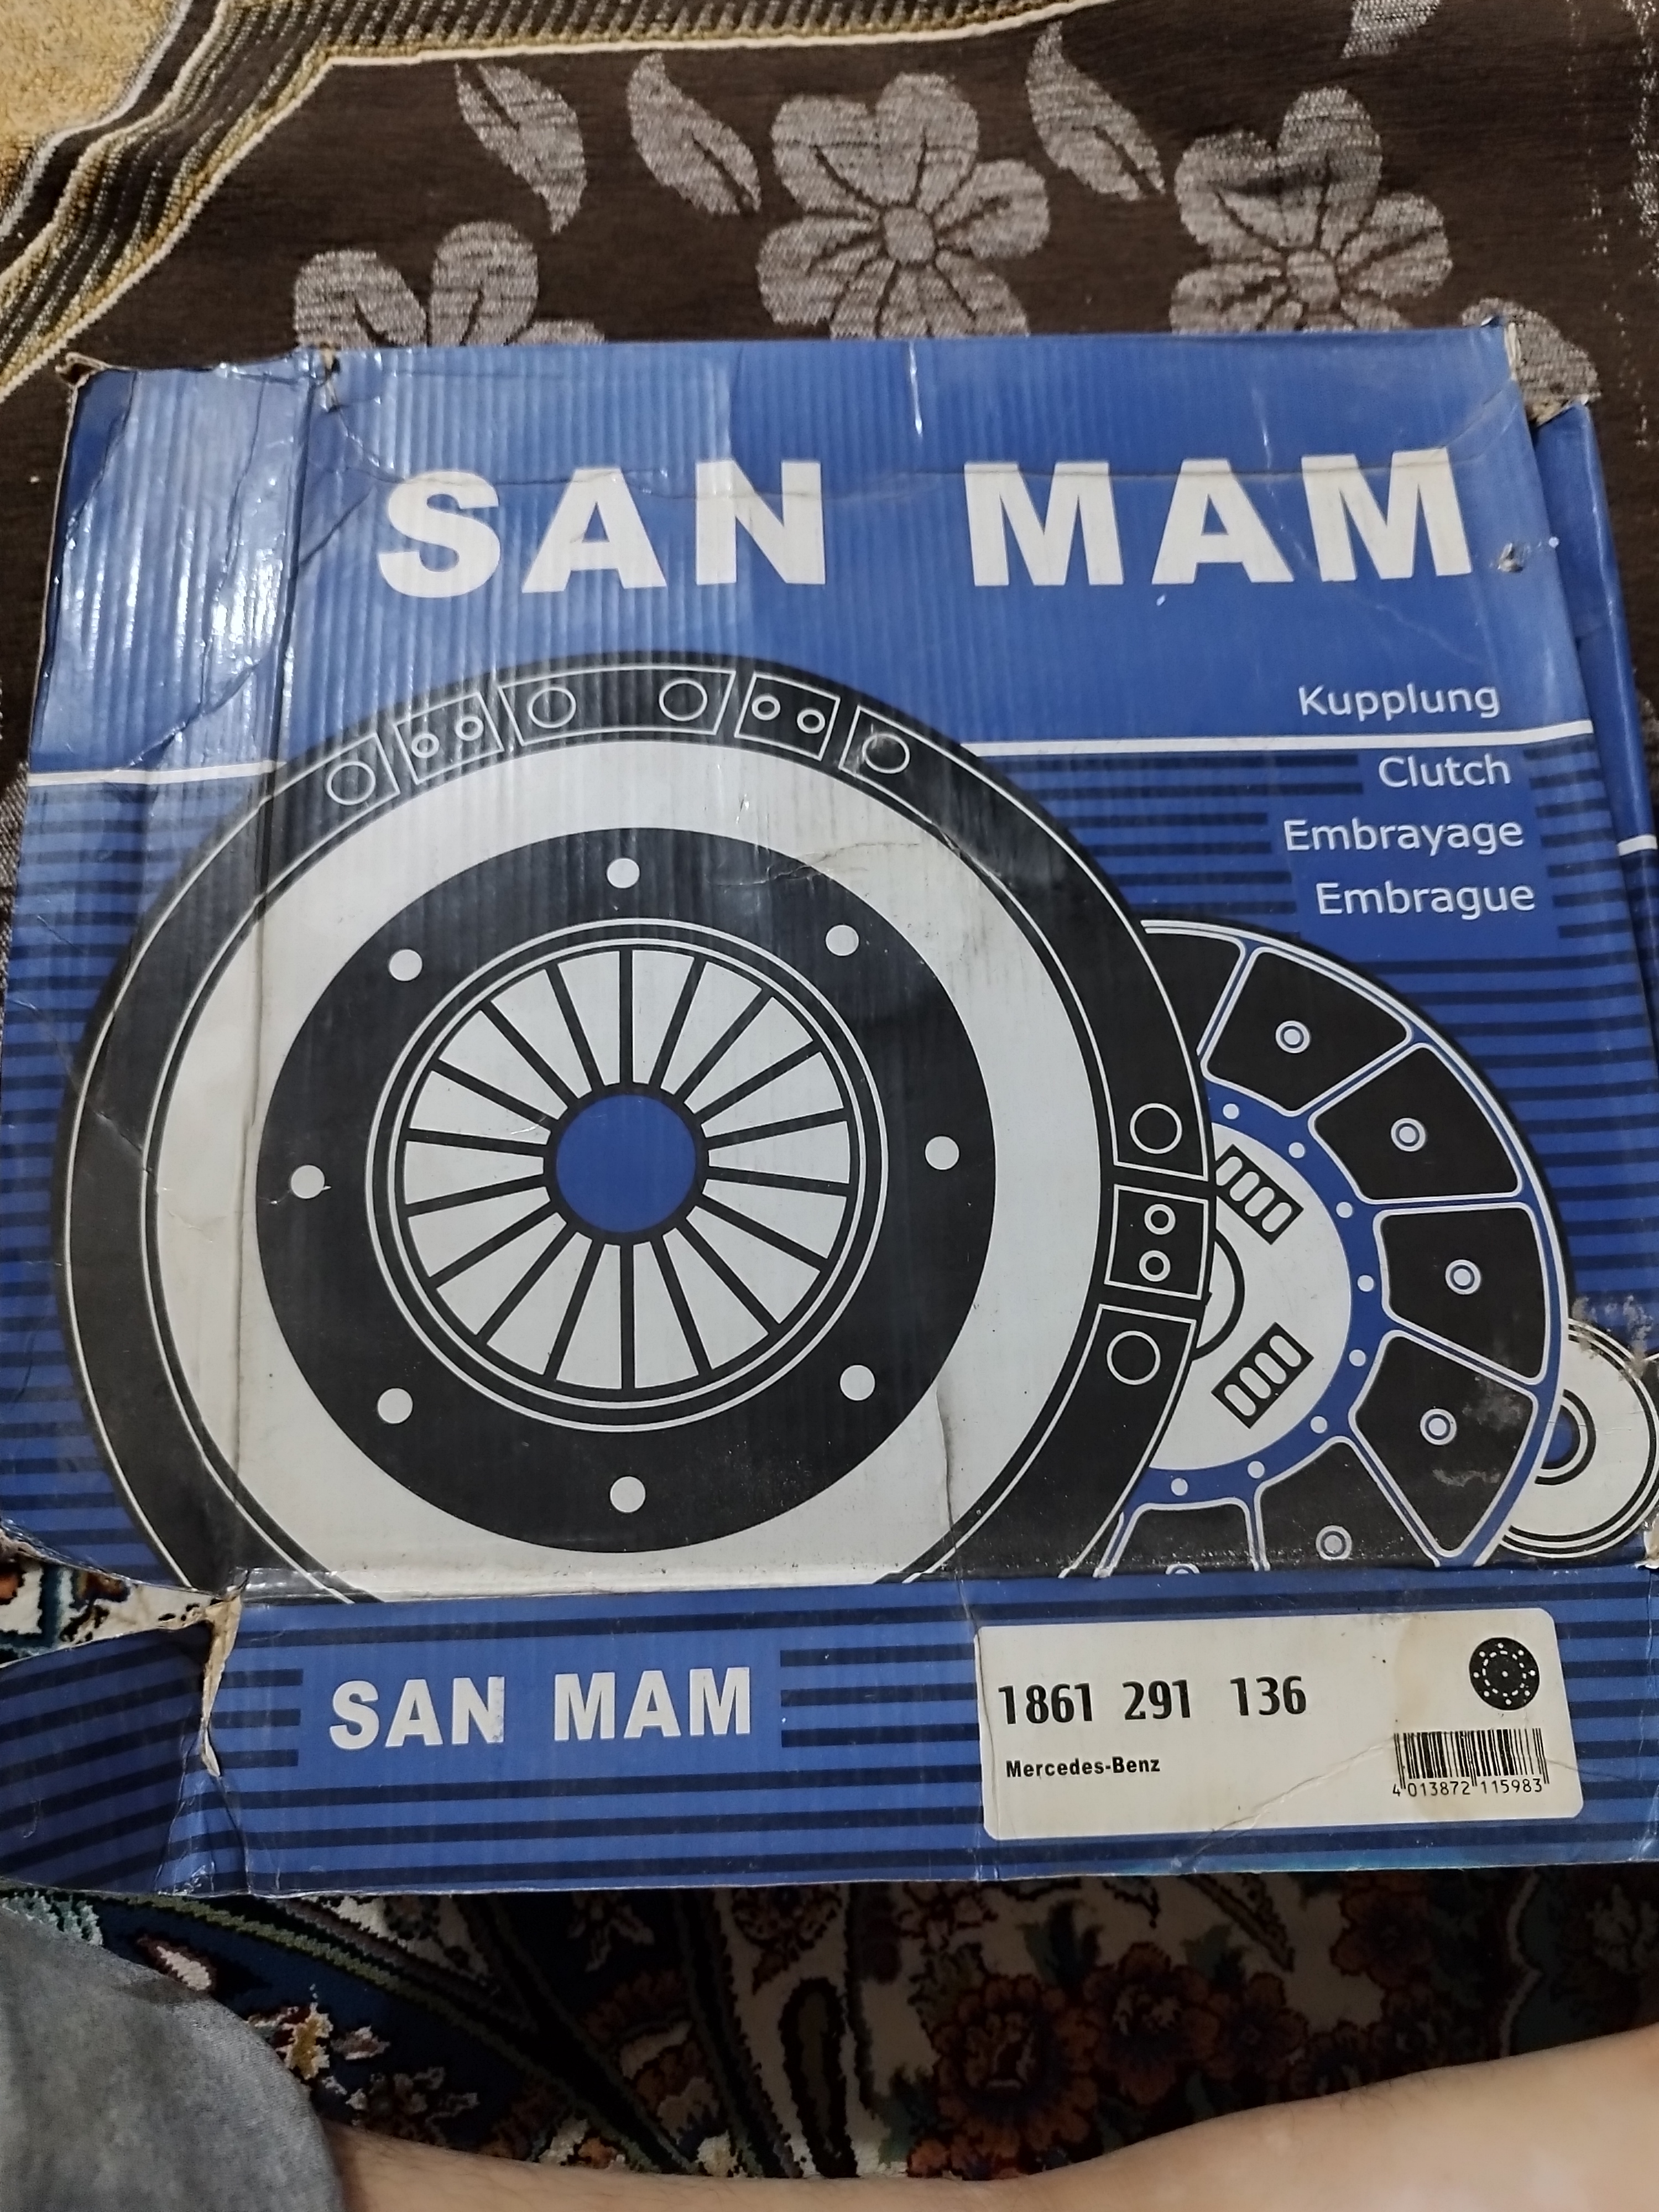 SAN MAM
Kupplung
Clutch
Embrayage
Embrague
SAN MAM
1861 291 136
Mercedes-Benz
4 013872 115983